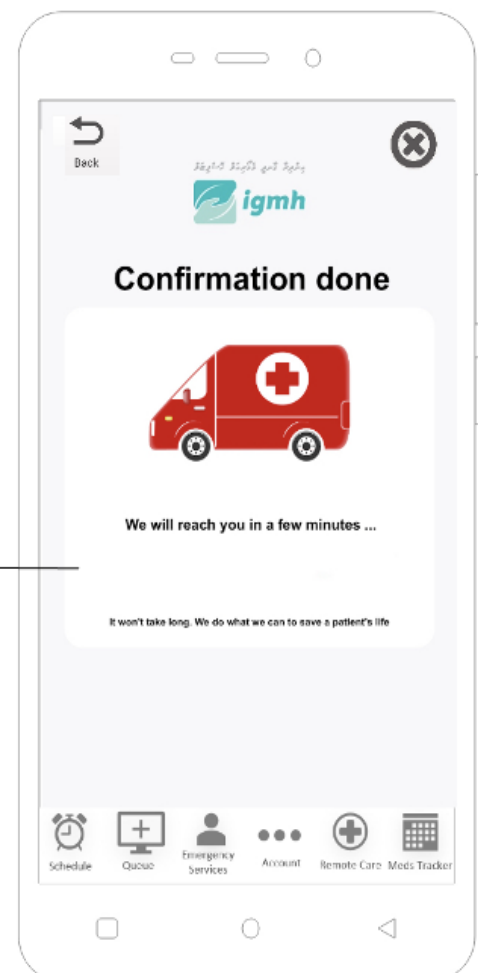 Back
igmh
Confirmation done
We will reach you in a few minutes ...
It won't take long. We do what we can to save a patient's life
Schedule
Queue
Emergency
Services
Account
Remote Care
Meds Tracker